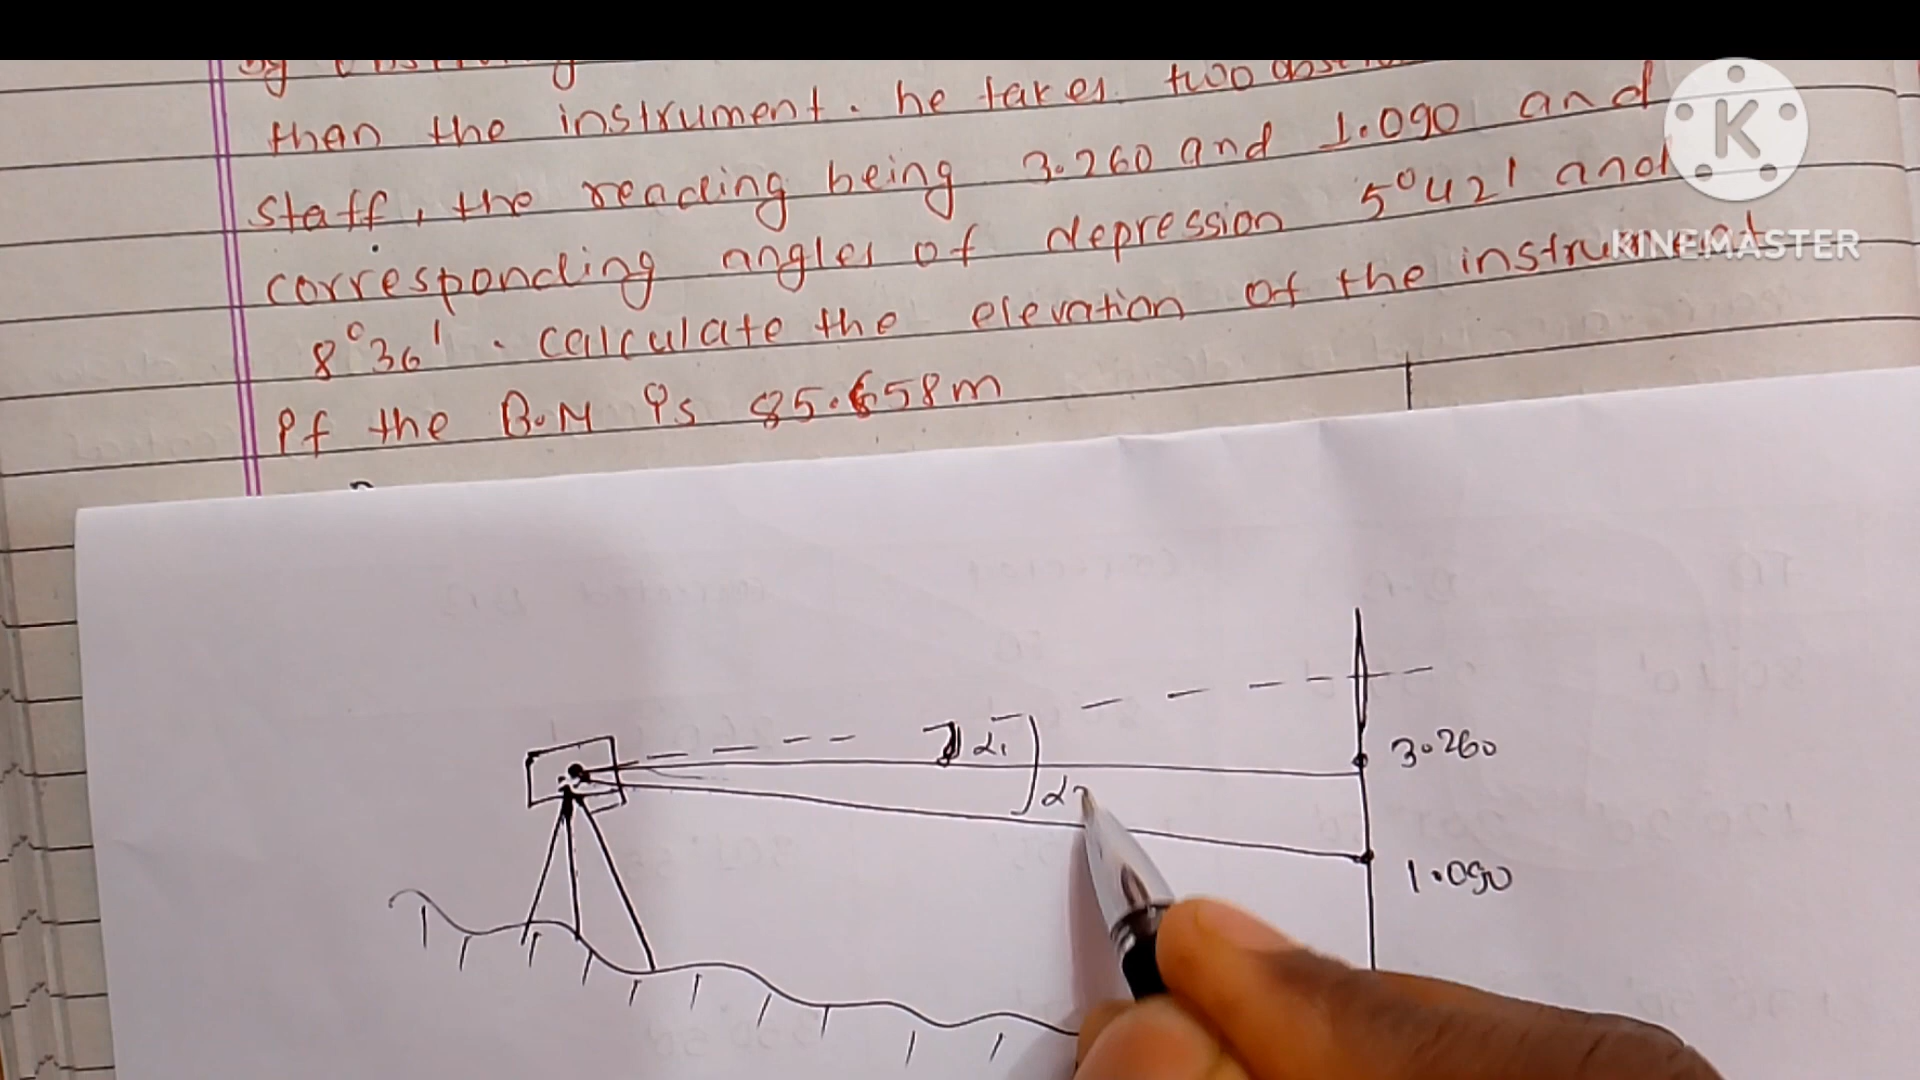 than the instrument. he takes two
staff, the reading being 3.260 and 1.090 and
corresponding angles of depression 5°42' and
8°36'. calculate the elevation of the instrument
If the B.M is 85.658m
K
KINEMASTER
α1
3.260
α2
1.090